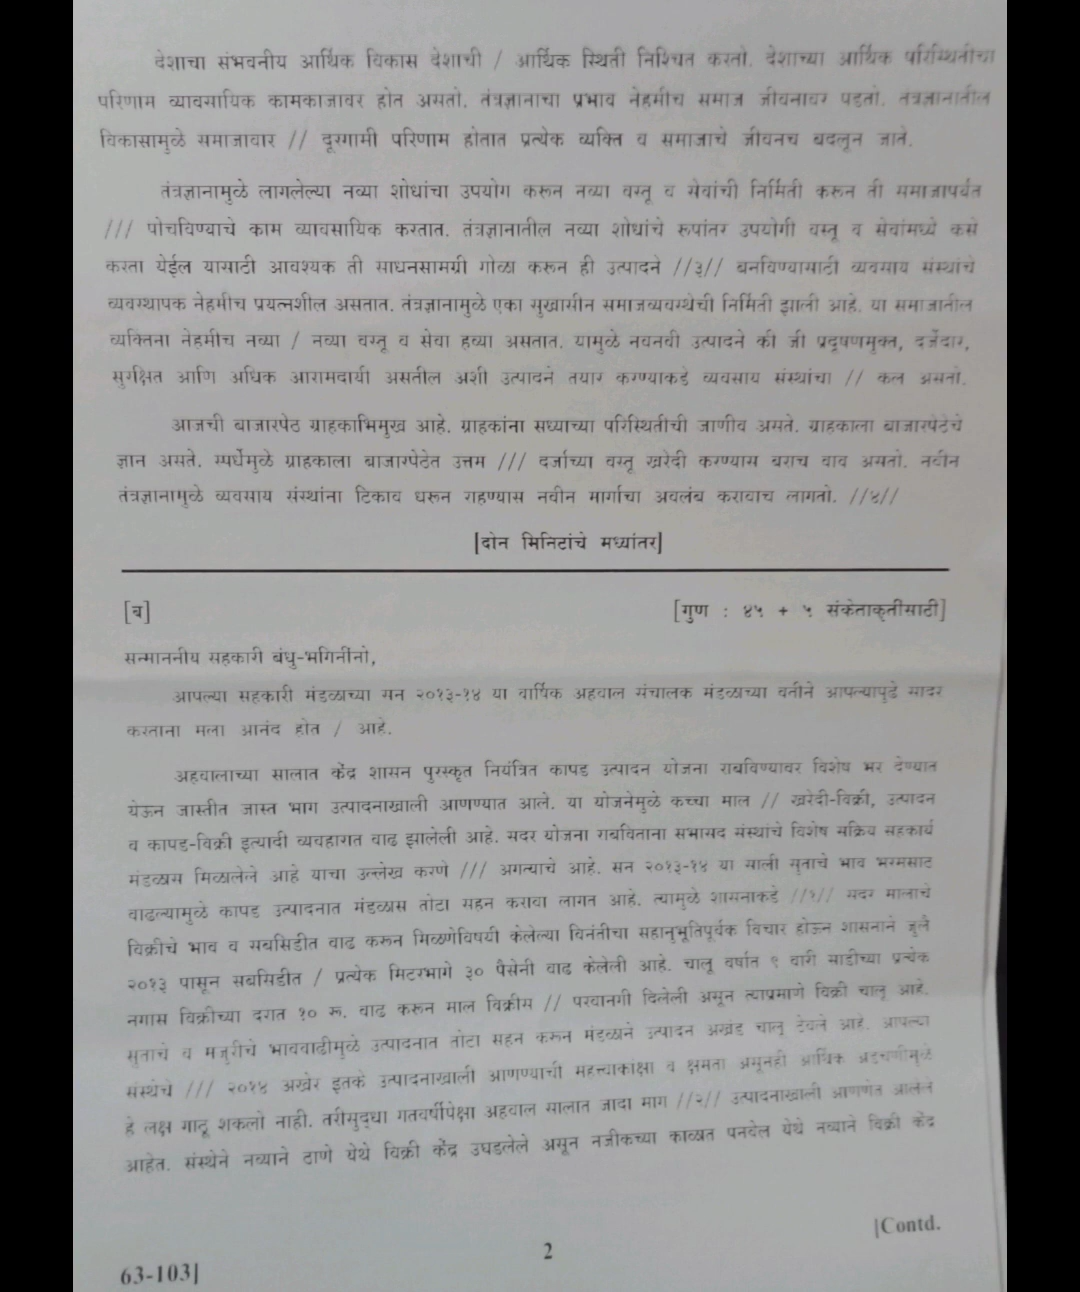 देशाचा संभवनीय आर्थिक विकास देशाची / आर्थिक स्थिती निश्चित करतो. देशाच्या आर्थिक परिस्थितीचा
परिणाम व्यावसायिक कामकाजावर होत असतो. तंत्रज्ञानाचा प्रभाव नेहमीच समाज जीवनावर पडतो. तंत्रज्ञानातील
विकासामुळे समाजावार // दूरगामी परिणाम होतात प्रत्येक व्यक्ति व समाजाचे जीवनच बदलून जाते.
तंत्रज्ञानामुळे लागलेल्या नव्या शोधांचा उपयोग करून नव्या वस्तू व सेवांची निर्मिती करून ती समाजापर्यंत
/// पोचविण्याचे काम व्यावसायिक करतात. तंत्रज्ञानातील नव्या शोधांचे रूपांतर उपयोगी वस्तू व सेवांमध्ये कसे
करता येईल यासाठी आवश्यक ती साधनसामग्री गोळा करून ही उत्पादने //३// बनविण्यासाठी व्यवसाय संस्थांचे
व्यवस्थापक नेहमीच प्रयत्नशील असतात. तंत्रज्ञानामुळे एका सुखासीन समाजव्यवस्थेची निर्मिती झाली आहे. या समाजातील
व्यक्तिना नेहमीच नव्या / नव्या वस्तू व सेवा हव्या असतात. यामुळे नवनवी उत्पादने की जी प्रदूषणमुक्त, दर्जेदार,
सुरक्षित आणि अधिक आरामदायी असतील अशी उत्पादने तयार करण्याकडे व्यवसाय संस्थांचा // कल असतो.
आजची बाजारपेठ ग्राहकाभिमुख आहे. ग्राहकांना सध्याच्या परिस्थितीची जाणीव असते. ग्राहकाला बाजारपेठेचे
ज्ञान असते. स्पर्धेमुळे ग्राहकाला बाजारपेठेत उत्तम /// दर्जाच्या वस्तू खरेदी करण्यास बराच वाव असतो. नवीन
तंत्रज्ञानामुळे व्यवसाय संस्थांना टिकाव धरून राहण्यास नवीन मार्गाचा अवलंब करावाच लागतो. //४//
[दोन मिनिटांचे मध्यांतर]
[ब] [गुण : ४५ + ५ संकेताकृतींसाठी]
सन्माननीय सहकारी बंधु-भगिनींनो,
आपल्या सहकारी मंडळाच्या सन २०१३-१४ या वार्षिक अहवाल संचालक मंडळाच्या वतीने आपल्यापुढे सादर
करताना मला आनंद होत / आहे.
अहवालाच्या सालात केंद्र शासन पुरस्कृत नियंत्रित कापड उत्पादन योजना राबविण्यावर विशेष भर देण्यात
येऊन जास्तीत जास्त भाग उत्पादनाखाली आणण्यात आले. या योजनेमुळे कच्चा माल // खरेदी-विक्री, उत्पादन
व कापड-विक्री इत्यादी व्यवहारात वाढ झालेली आहे. सदर योजना राबविताना सभासद संस्थांचे विशेष सक्रिय सहकार्य
मंडळास मिळालेले आहे याचा उल्लेख करणे /// अगत्याचे आहे. सन २०१३-१४ या साली सुताचे भाव भरमसाट
वाढल्यामुळे कापड उत्पादनात मंडळास तोटा सहन करावा लागत आहे. त्यामुळे शासनाकडे //१// सदर मालाचे
विक्रीचे भाव व सबसिडीत वाढ करून मिळणेविषयी केलेल्या विनंतीचा सहानुभूतिपूर्वक विचार होऊन शासनाने जुलै
२०१३ पासून सबसिडीत / प्रत्येक मिटरभागे ३० पैसेनी वाढ केलेली आहे. चालू वर्षात ९ वारी साडीच्या प्रत्येक
नगास विक्रीच्या दरात १० रू. वाढ करून माल विक्रीस // परवानगी दिलेली असून त्याप्रमाणे विक्री चालू आहे.
सुताचे व मजुरीचे भाववाढीमुळे उत्पादनात तोटा सहन करून मंडळाने उत्पादन अखंड चालू ठेवले आहे. आपल्या
संस्थेचे /// २०१४ अखेर इतके उत्पादनाखाली आणण्याची महत्त्वाकांक्षा व क्षमता असूनही आर्थिक अडचणीमुळे
हे लक्ष गाठू शकलो नाही. तरीसुद्धा गतवर्षीपेक्षा अहवाल सालात जादा माग //२// उत्पादनाखाली आणणेत आलेले
आहेत. संस्थेने नव्याने ठाणे येथे विक्री केंद्र उघडलेले असून नजीकच्या काळात पनवेल येथे नव्याने विक्री केंद्र
[Contd.
2
63-103]